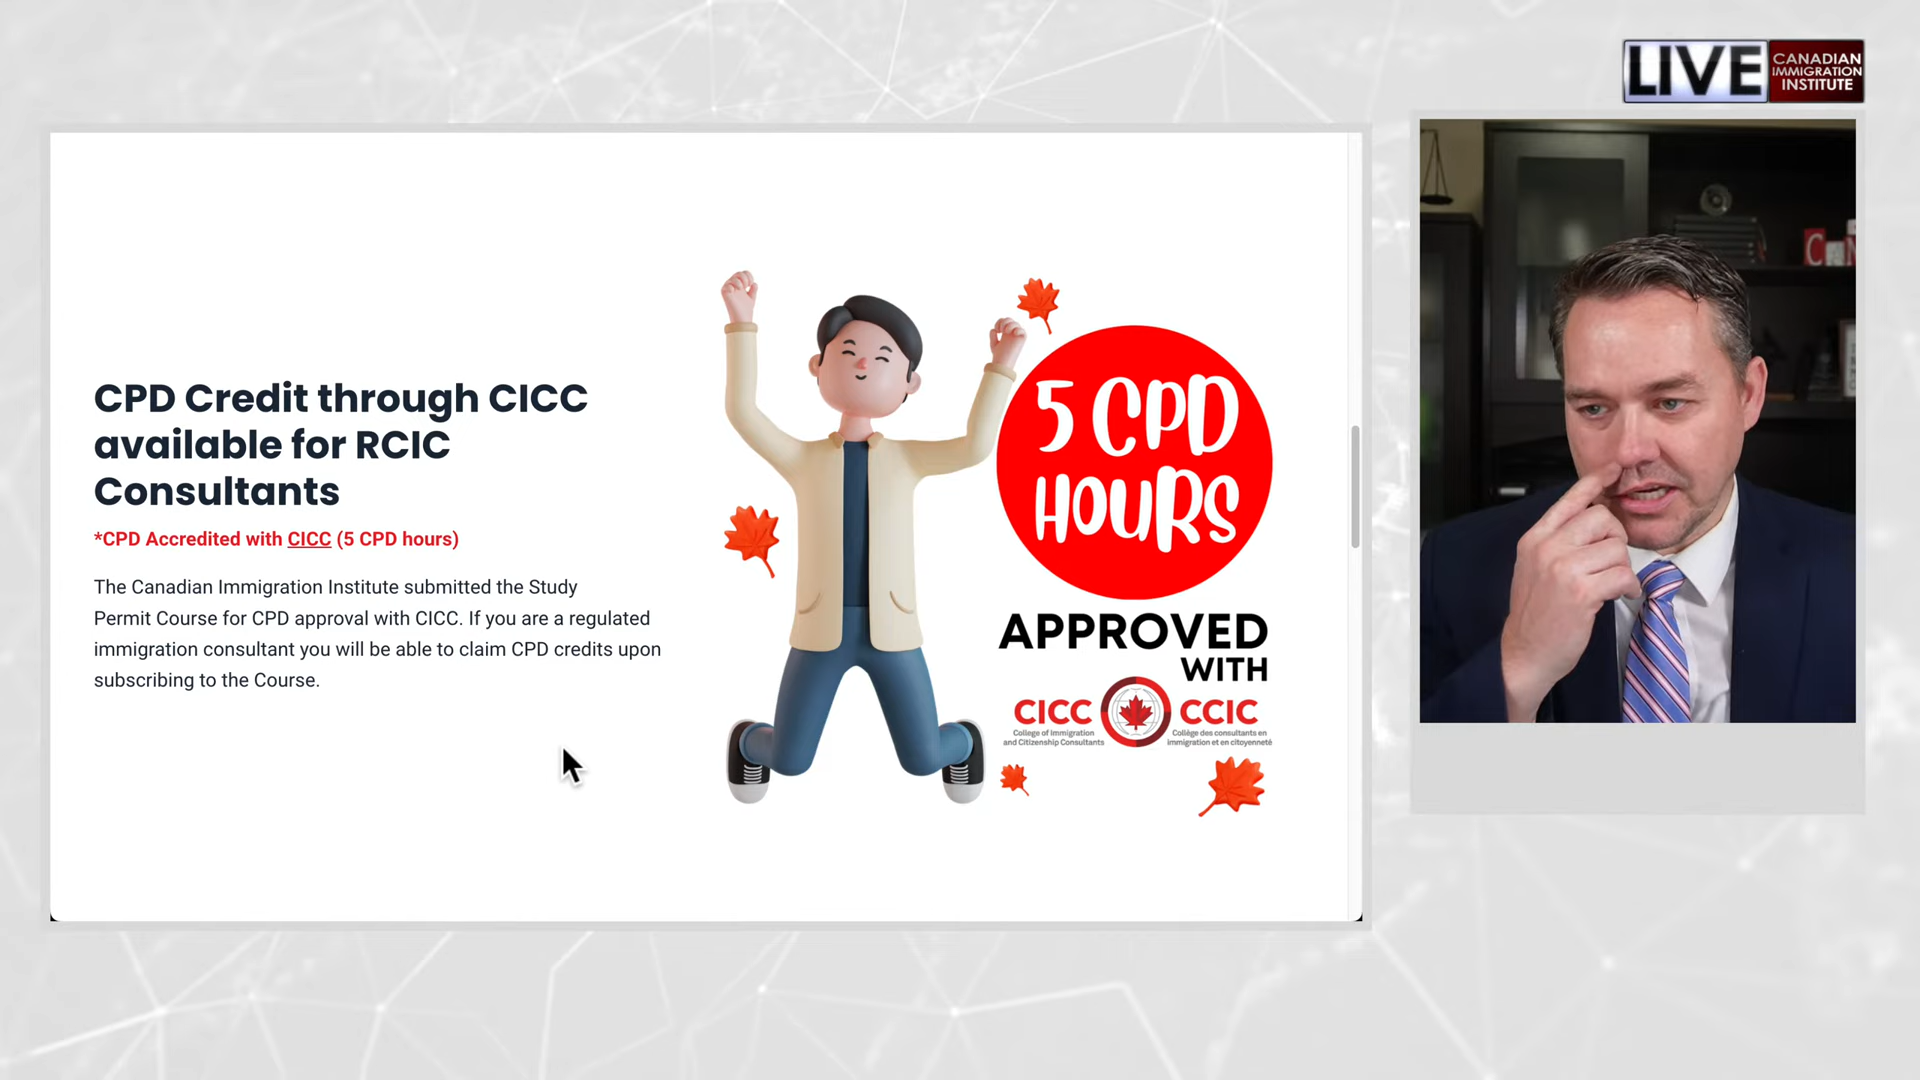 LIVE
CANADIAN
IMMIGRATION
INSTITUTE
CPD Credit through CICC
available for RCIC
Consultants
*CPD Accredited with CICC (5 CPD hours)
The Canadian Immigration Institute submitted the Study
Permit Course for CPD approval with CICC. If you are a regulated
immigration consultant you will be able to claim CPD credits upon
subscribing to the Course.
5 CPD
HOURS
APPROVED
WITH
CICC
College of Immigration
and Citizenship Consultants
CCIC
Collège des consultants en
immigration et en citoyenneté